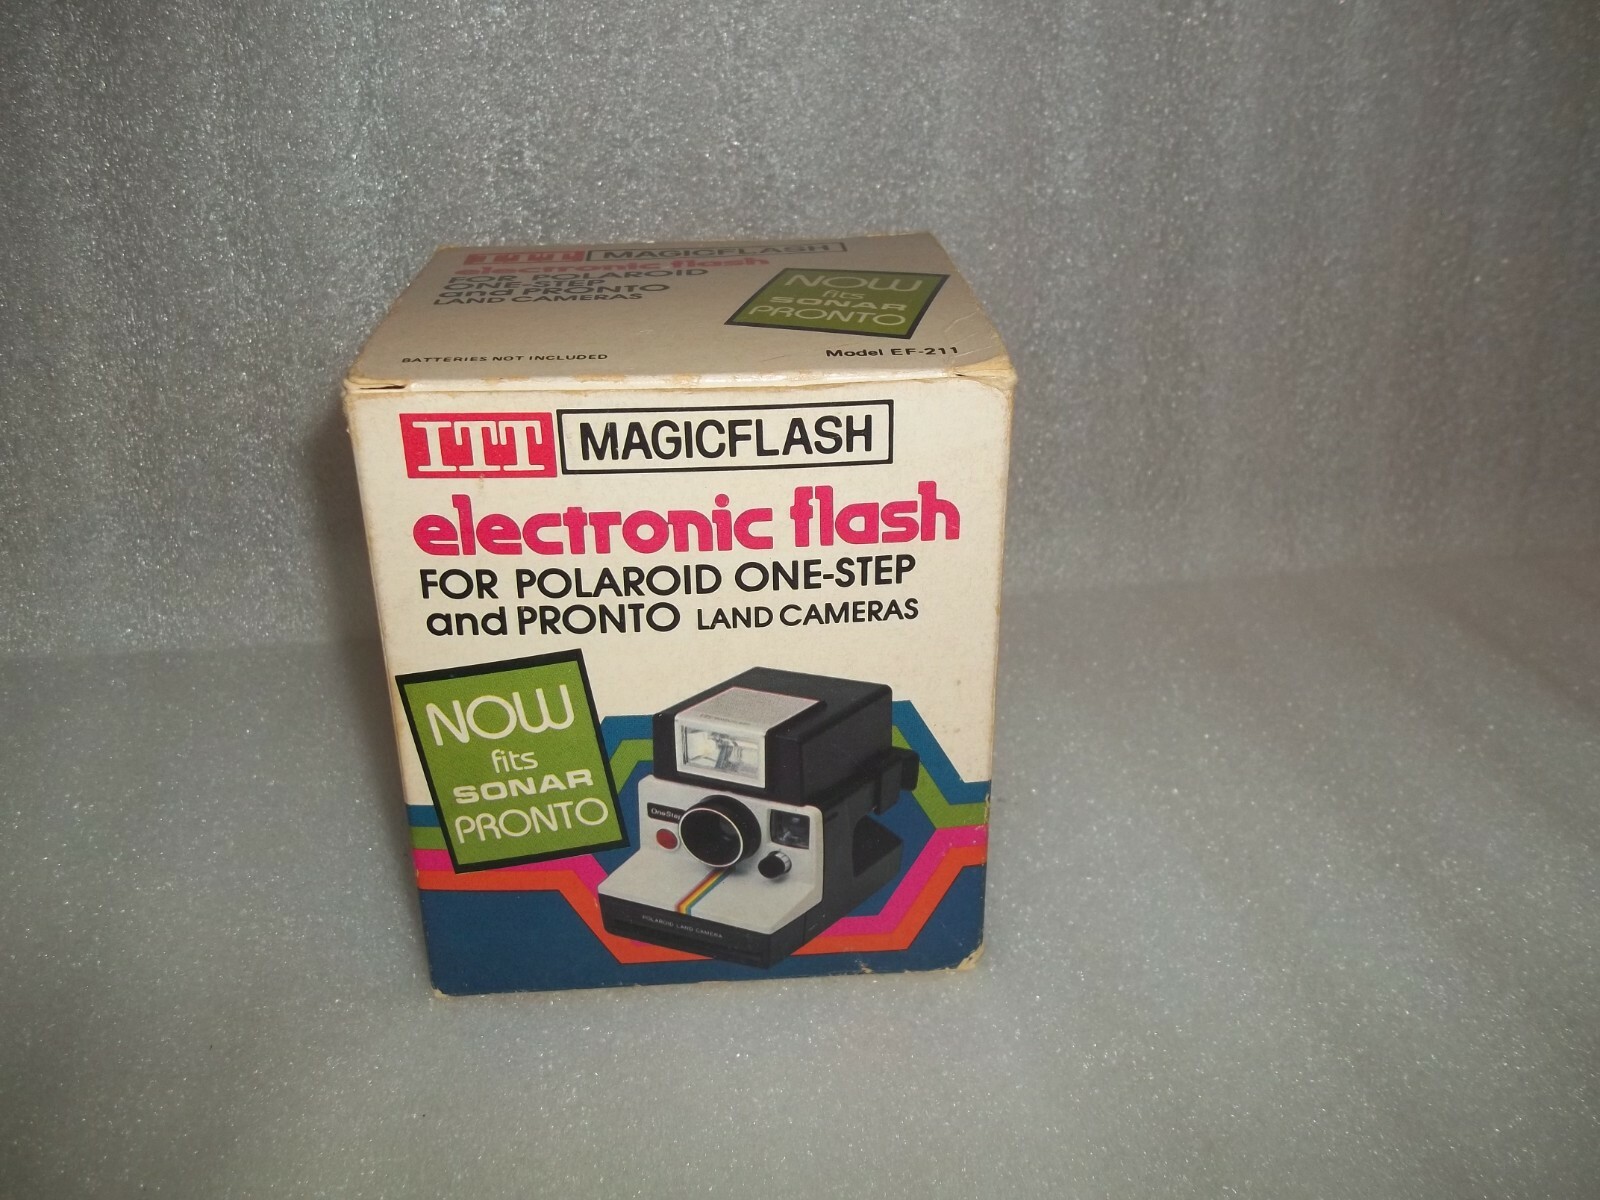 ITT MAGICFLASH
electronic flash
FOR POLAROID
ONE-STEP
and PRONTO
LAND CAMERAS
NOW
fits
SONAR
PRONTO
BATTERIES NOT INCLUDED
Model EF-211
ITT MAGICFLASH
electronic flash
FOR POLAROID ONE-STEP
and PRONTO LAND CAMERAS
NOW
fits
SONAR
PRONTO
OneStep
POLAROID LAND CAMERA